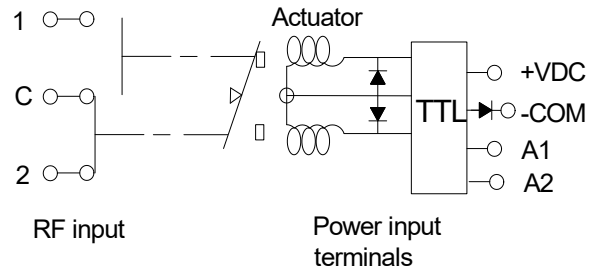 1
Actuator
+VDC
C
TTL
-COM
A1
2
A2
RF input
Power input
terminals